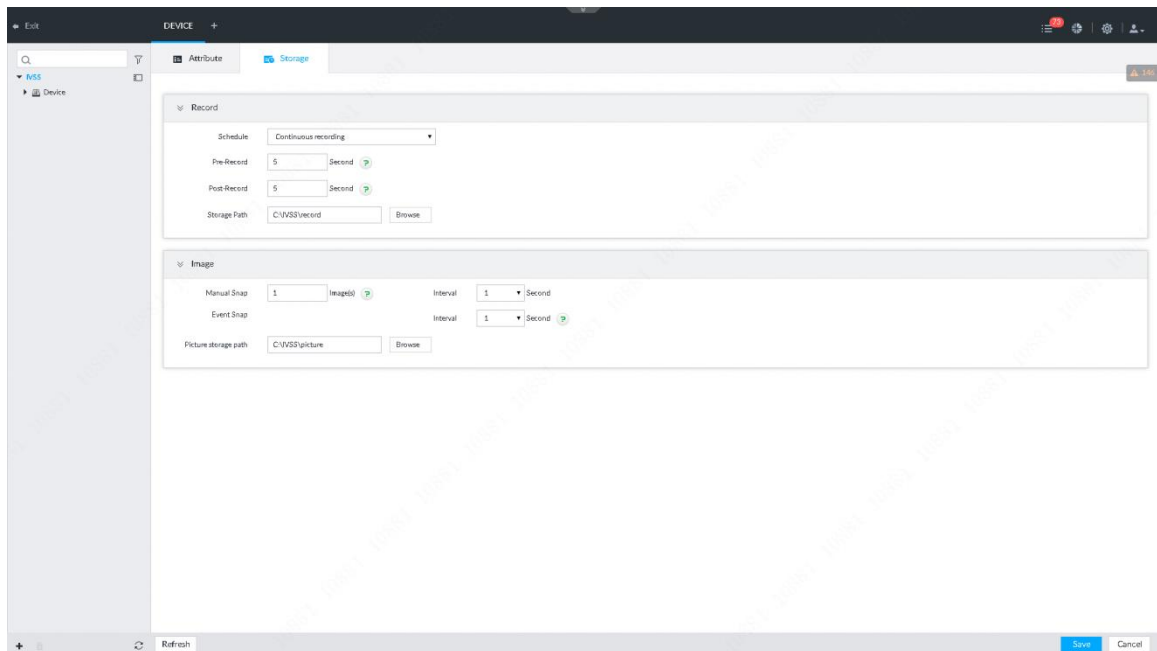 Exit DEVICE + 73
Attribute Storage
146
IVSS
Device
Record
Schedule Continuous recording
Pre-Record 5 Second ?
Post-Record 5 Second ?
Storage Path C:\IVSS\record Browse
Image
Manual Snap 1 Image(s) ? Interval 1 Second
Event Snap Interval 1 Second ?
Picture storage path C:\IVSS\picture Browse
+ Refresh Save Cancel